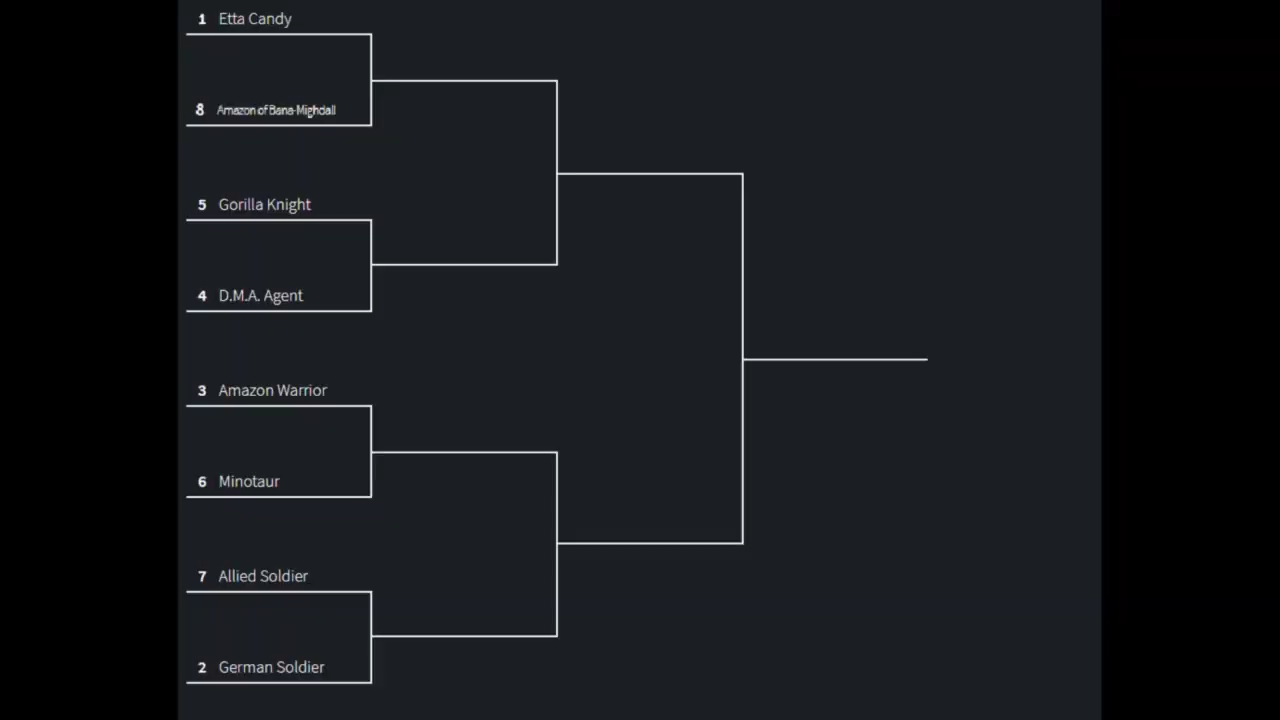 1 Etta Candy
8 Amazon of Bana-Mighdall
5 Gorilla Knight
4 D.M.A. Agent
3 Amazon Warrior
6 Minotaur
7 Allied Soldier
2 German Soldier